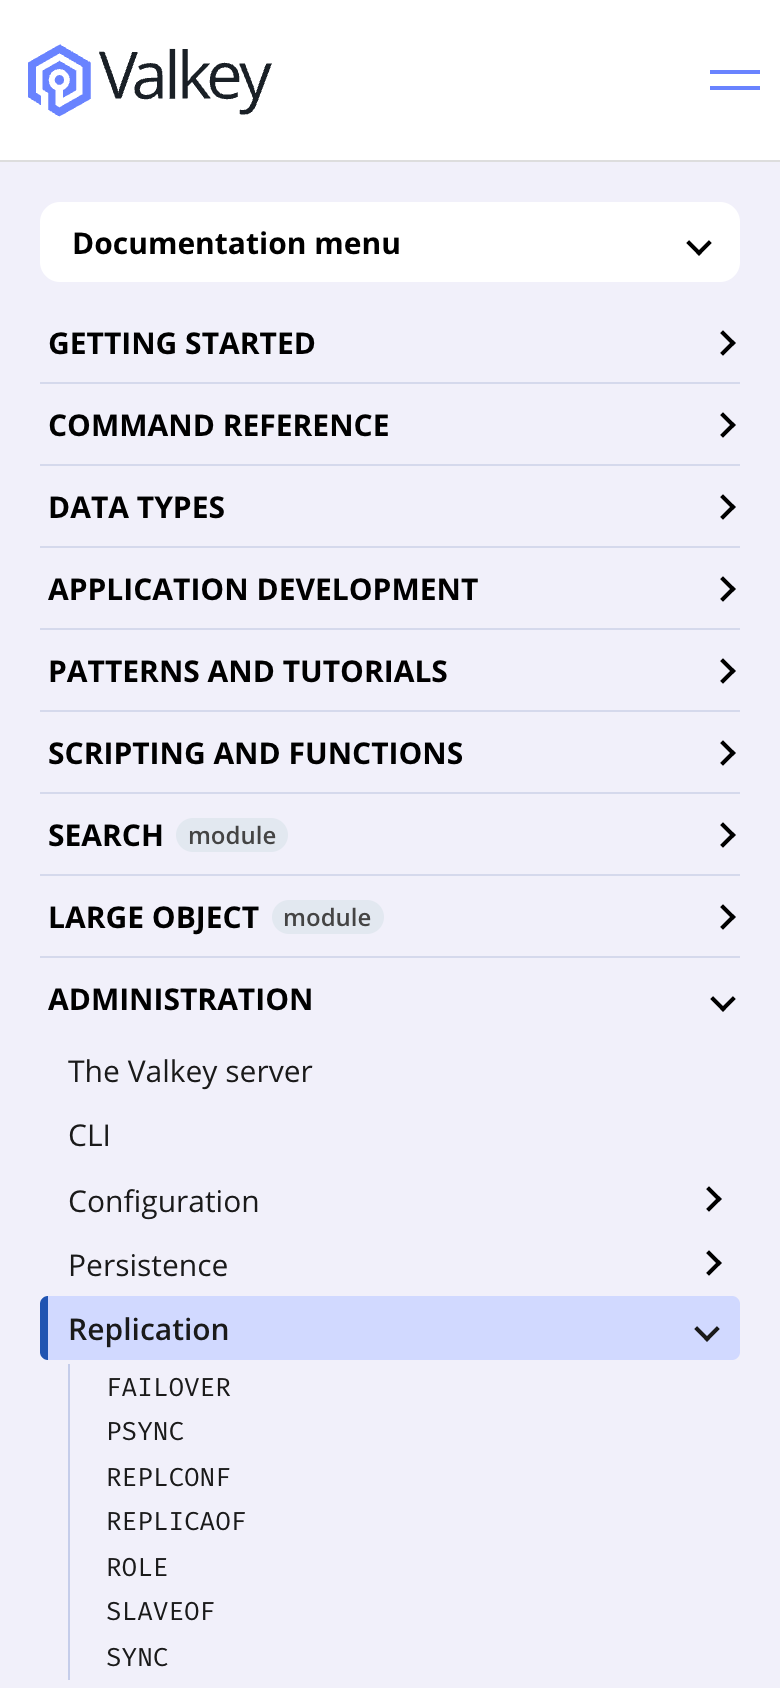 Valkey
Documentation menu
GETTING STARTED
COMMAND REFERENCE
DATA TYPES
APPLICATION DEVELOPMENT
PATTERNS AND TUTORIALS
SCRIPTING AND FUNCTIONS
SEARCH module
LARGE OBJECT module
ADMINISTRATION
The Valkey server
CLI
Configuration
Persistence
Replication
FAILOVER
PSYNC
REPLCONF
REPLICAOF
ROLE
SLAVEOF
SYNC